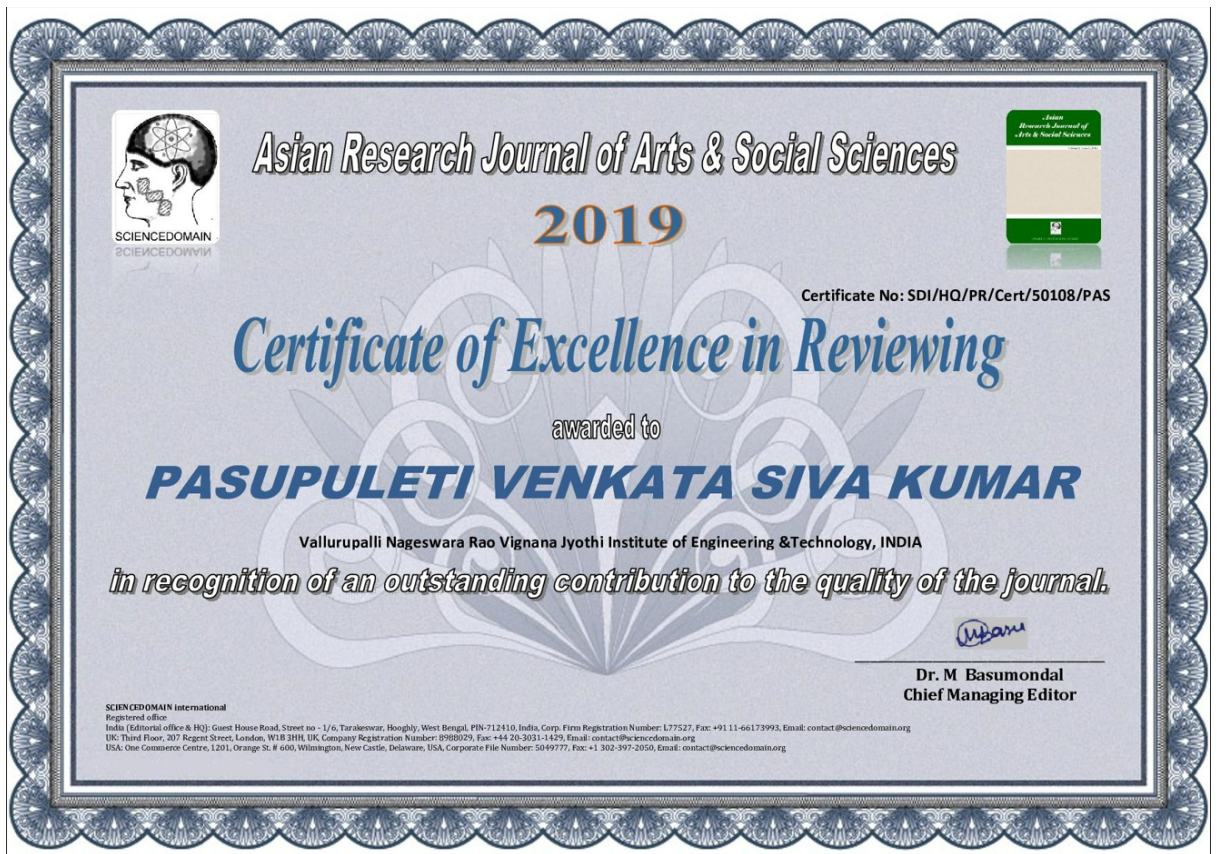 SCIENCEDOMAIN
Asian Research Journal of Arts & Social Sciences
2019
Asian
Research Journal of
Arts & Social Sciences
Certificate No: SDI/HQ/PR/Cert/50108/PAS
Certificate of Excellence in Reviewing
awarded to
PASUPULETI VENKATA SIVA KUMAR
Vallurupalli Nageswara Rao Vignana Jyothi Institute of Engineering &Technology, INDIA
in recognition of an outstanding contribution to the quality of the journal.
MBasu
Dr. M Basumondal
Chief Managing Editor
SCIENCEDOMAIN international
Registered office
India (Editorial office & HQ): Guest House Road, Street no - 1/6, Tarakeswar, Hooghly, West Bengal, PIN-712410, India, Corp. Firm Registration Number: L77527, Fax: +91 11-66173993, Email: contact@sciencedomain.org
UK: Third Floor, 207 Regent Street, London, W1B 3HH, UK, Company Registration Number: 8988029, Fax: +44 20-3031-1429, Email: contact@sciencedomain.org
USA: One Commerce Centre, 1201, Orange St. # 600, Wilmington, New Castle, Delaware, USA, Corporate File Number: 5049777, Fax: +1 302-397-2050, Email: contact@sciencedomain.org